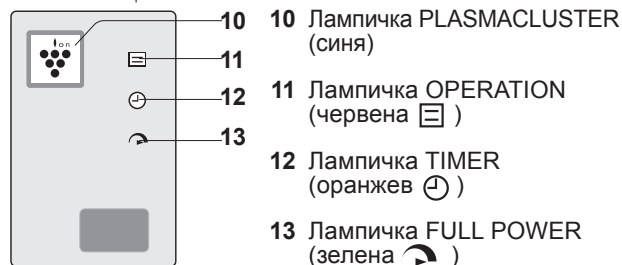 ion
10
11
12
13
10 Лампичка PLASMACLUSTER
(синя)
11 Лампичка OPERATION
(червена )
12 Лампичка TIMER
(оранжев )
13 Лампичка FULL POWER
(зелена )